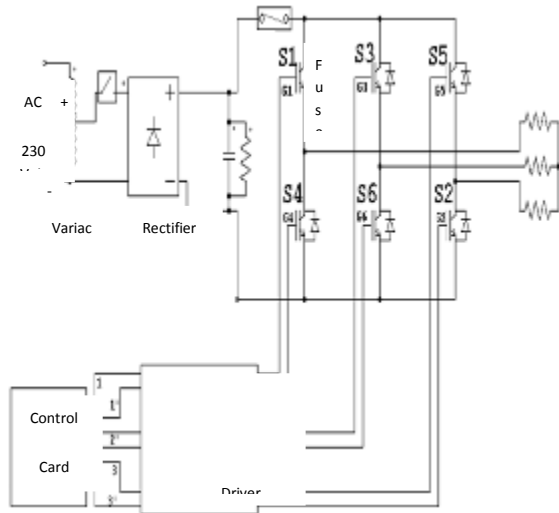 S1
S3
S5
F
u
s
G1
G3
G5
AC +
230
-
Variac
Rectifier
+
-
S4
S6
S2
G4
G6
G2
1
1'
Control
2'
Card
3
3'
Driver